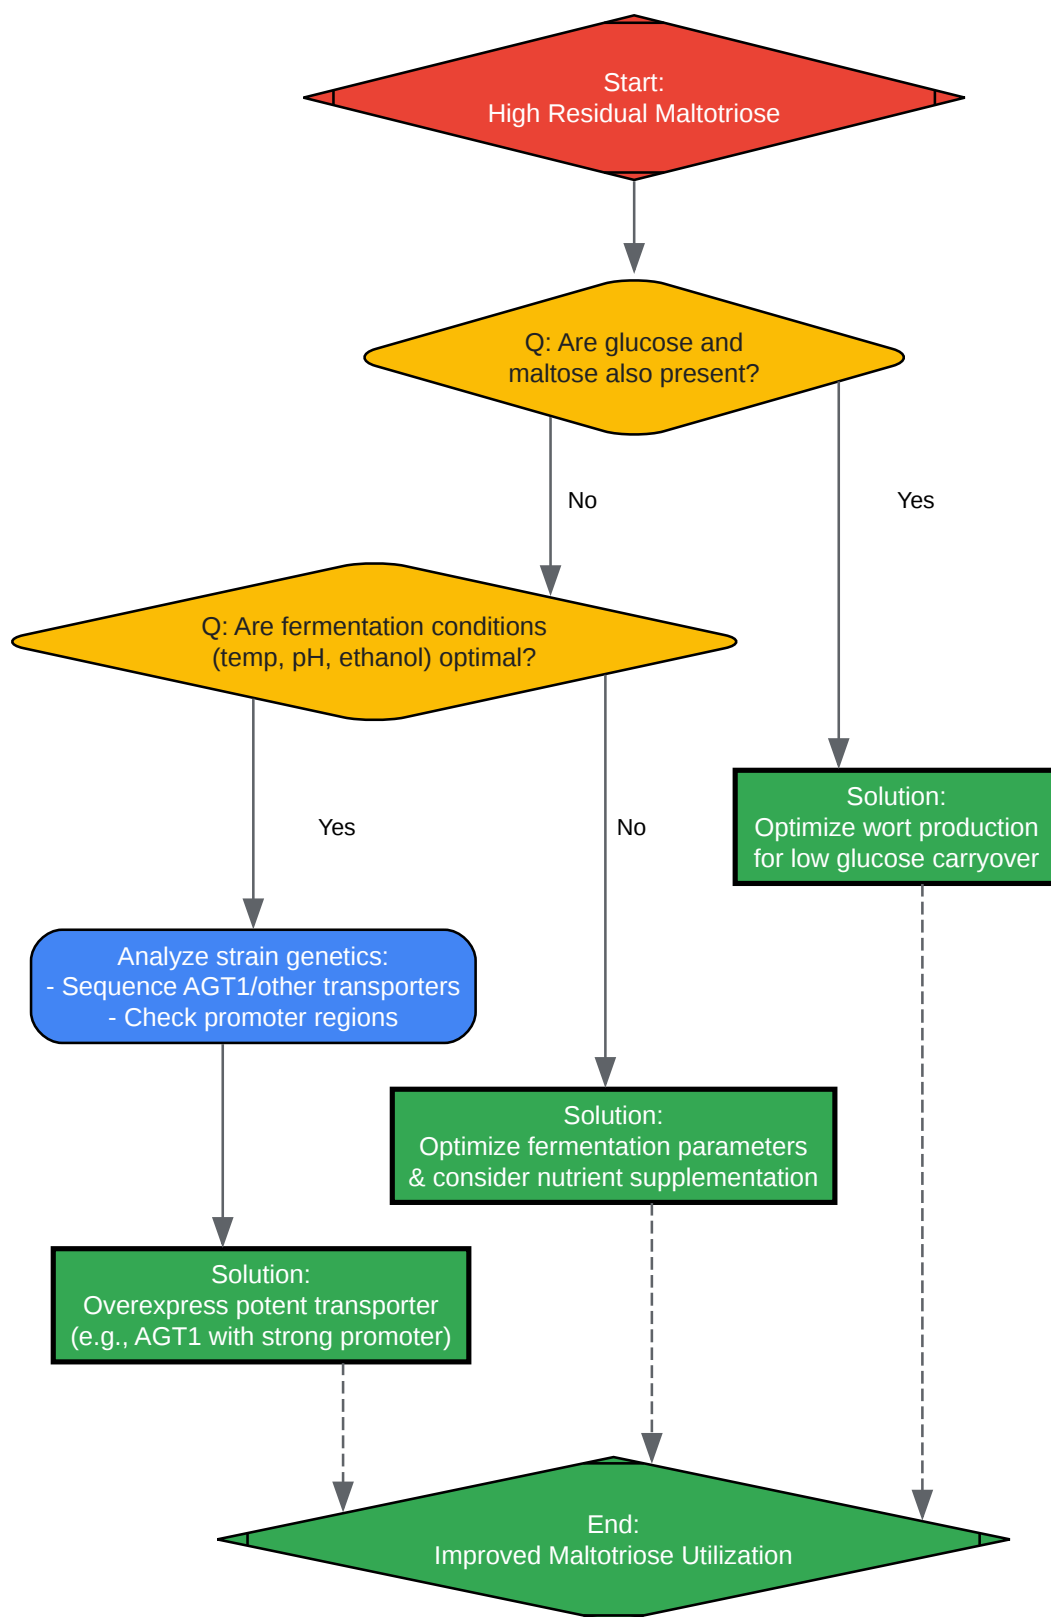 Start:
High Residual Maltotriose
Q: Are glucose and
maltose also present?
No
Yes
Q: Are fermentation conditions
(temp, pH, ethanol) optimal?
Solution:
Optimize wort production
for low glucose carryover
Yes
No
Analyze strain genetics:
- Sequence AGT1/other transporters
- Check promoter regions
Solution:
Optimize fermentation parameters
& consider nutrient supplementation
Solution:
Overexpress potent transporter
(e.g., AGT1 with strong promoter)
End:
Improved Maltotriose Utilization